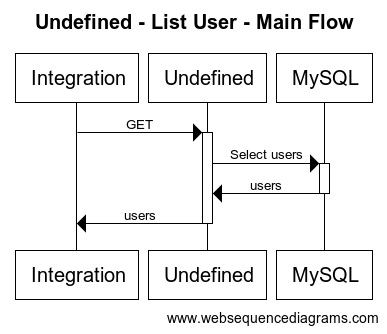 Undefined - List User - Main Flow
Integration Undefined MySQL
GET
Select users
users
users
Integration Undefined MySQL
www.websequencediagrams.com